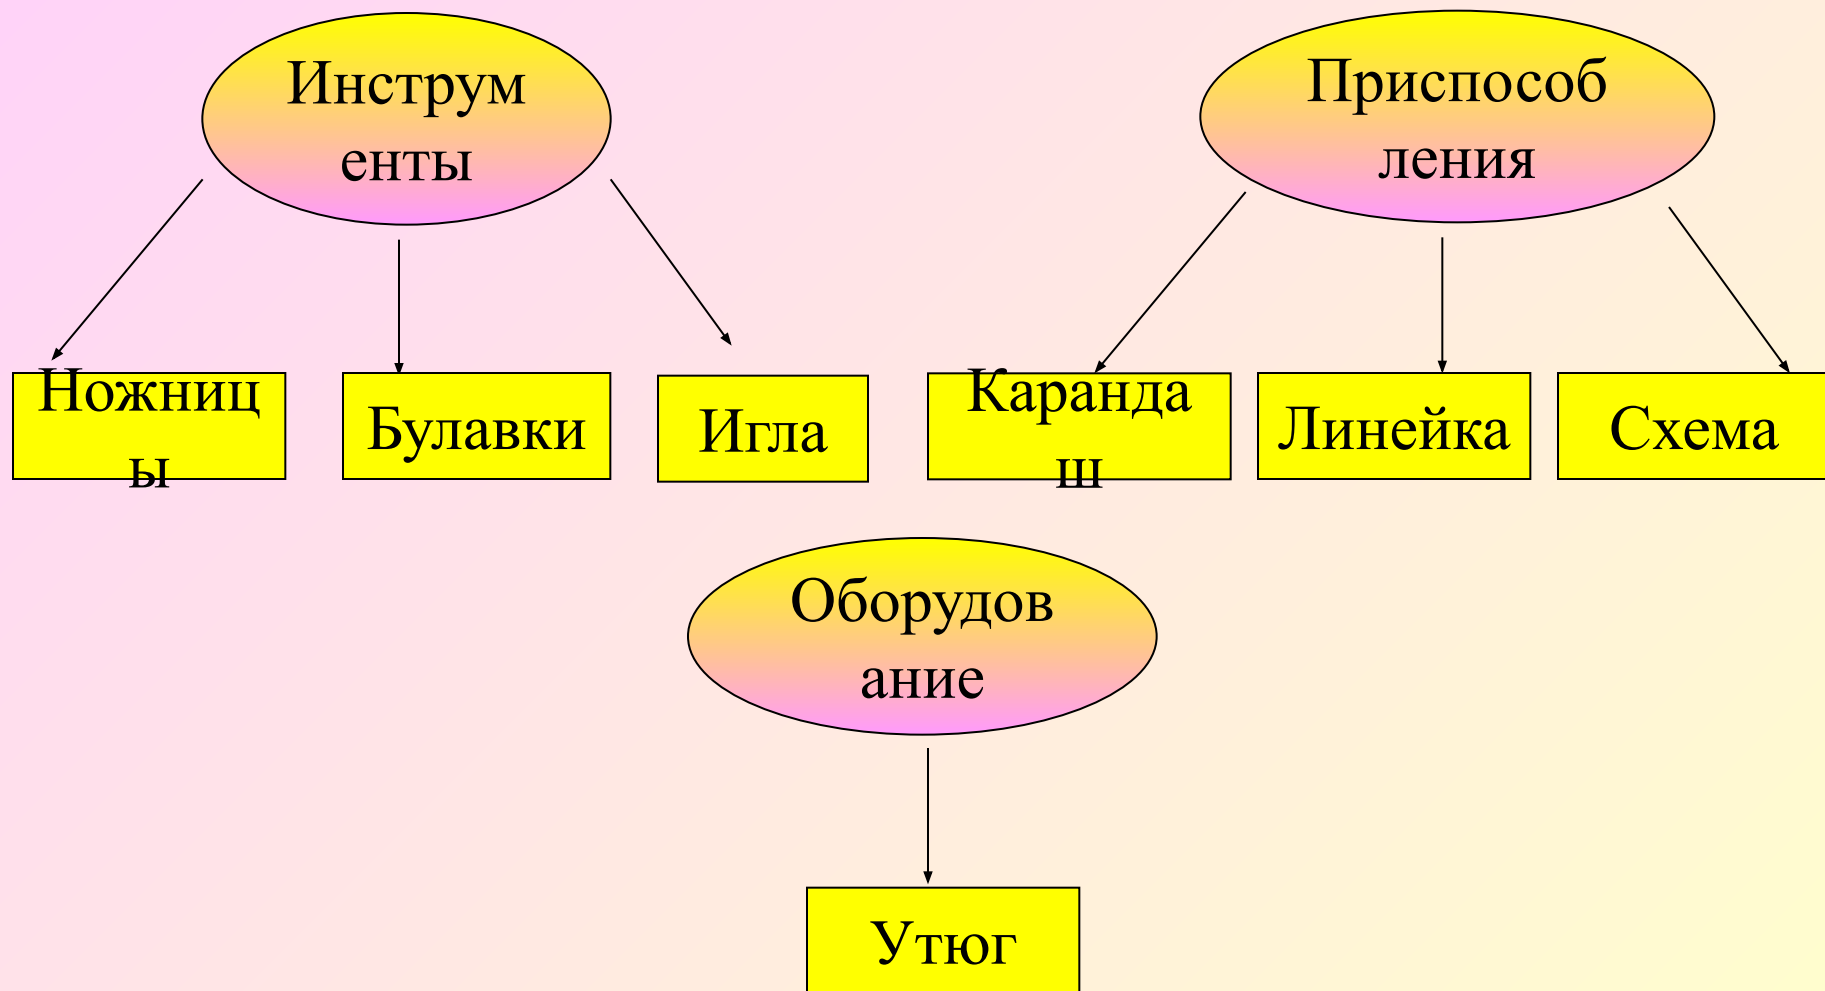 Инструм
енты
Приспособ
ления
Ножниц
ы
Булавки
Игла
Каранда
ш
Линейка
Схема
Оборудов
ание
Утюг